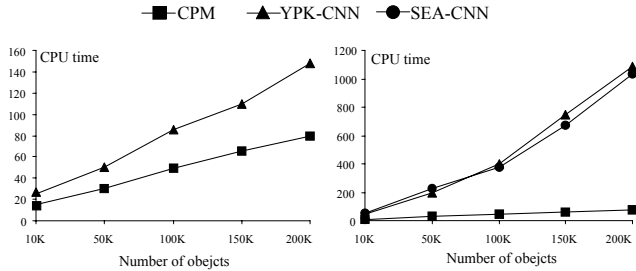 CPM YPK-CNN SEA-CNN
CPU time
160
140
120
100
80
60
40
20
0
10K 50K 100K 150K 200K
Number of obejcts
CPU time
1200
1000
800
600
400
200
0
10K 50K 100K 150K 200K
Number of obejcts